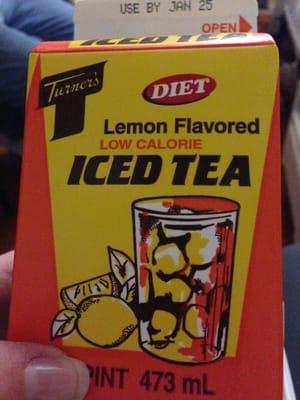 USE BY JAN 25
OPEN
ICED TEA
Turner's
DIET
Lemon Flavored
LOW CALORIE
ICED TEA
PINT 473 mL